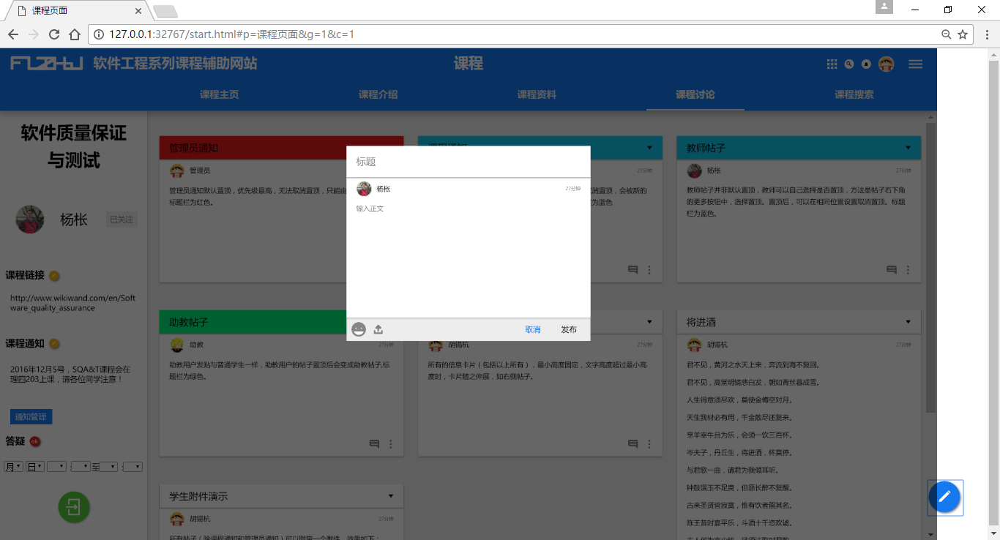 课程页面
127.0.0.1:32767/start.html#p=课程页面&g=1&c=1
软件工程系列课程辅助网站
课程
课程主页
课程介绍
课程资料
课程讨论
课程搜索
软件质量保证
与测试
杨枨
已关注
课程链接
http://www.wikiwand.com/en/Soft
ware_quality_assurance
课程通知
2016年12月5号，SQA&T课程会在
理四203上课，请各位同学注意！
通知管理
答疑
ok
月 日 : 至 :
管理员通知
管理员
管理员通知默认置顶，优先级最高，无法取消置顶，只能由
标题栏为红色。
标题
杨枨
27分钟
输入正文
取消
发布
取消置顶，会被新的
为蓝色
教师帖子
杨枨
27分钟
教师帖子并非默认置顶，教师可以自己选择是否置顶，方法是帖子右下角
的更多按钮中，选择置顶。置顶后，可以在相同位置设置取消置顶。标题
栏为蓝色。
助教帖子
助教
27分钟
助教用户发贴与普通学生一样，助教用户的帖子置顶后会变成助教帖子,标
题栏为绿色。
胡锡杭
27分钟
所有的信息卡片（包括以上所有），最小高度固定，文字高度超过最小高
度时，卡片随之伸展，如右侧帖子。
将进酒
胡锡杭
27分钟
君不见，黄河之水天上来，奔流到海不复回。
君不见，高堂明镜悲白发，朝如青丝暮成雪。
人生得意须尽欢，莫使金樽空对月。
天生我材必有用，千金散尽还复来。
烹羊宰牛且为乐，会须一饮三百杯。
岑夫子，丹丘生，将进酒，杯莫停。
与君歌一曲，请君为我倾耳听。
钟鼓馔玉不足贵，但愿长醉不复醒。
古来圣贤皆寂寞，惟有饮者留其名。
陈王昔时宴平乐，斗酒十千恣欢谑。
学生附件演示
胡锡杭
27分钟
所有帖子（除课程通知和管理员通知）可以附带一个附件，效果如下：